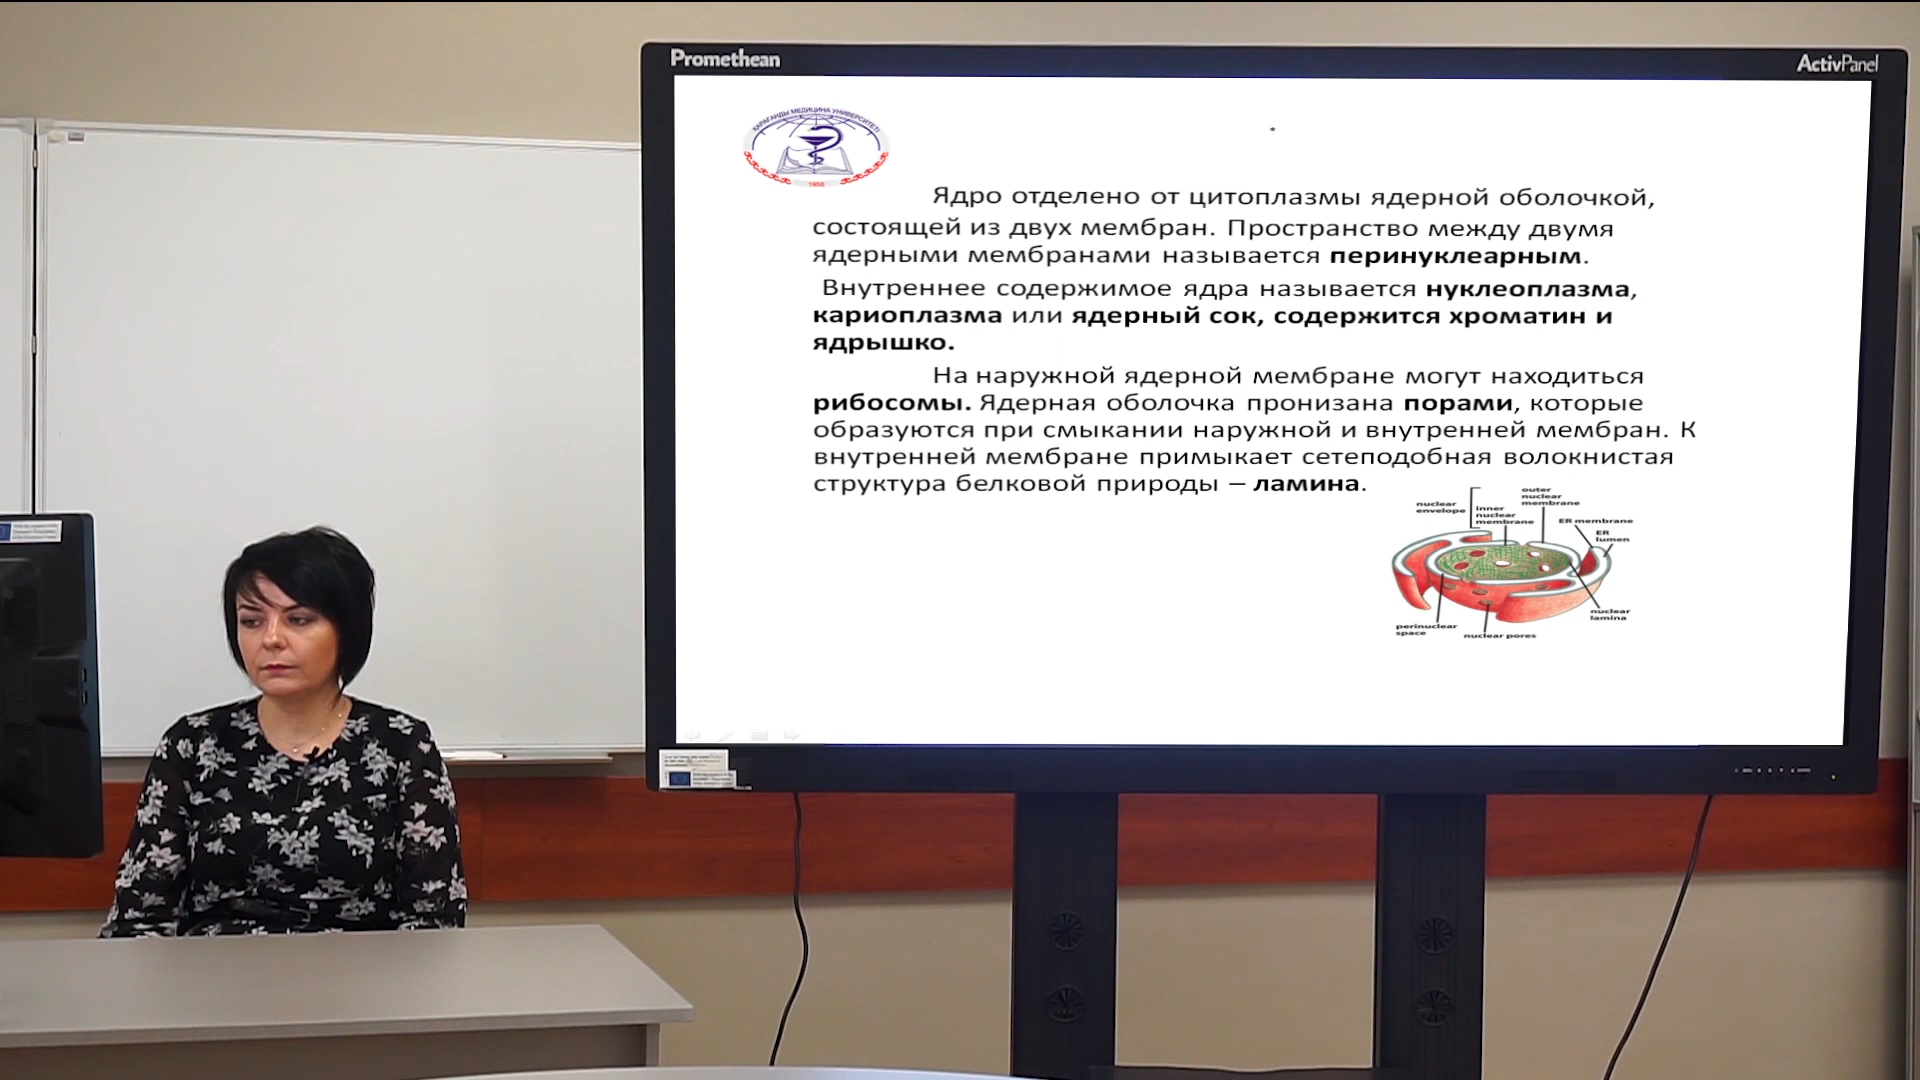 Promethean
ActivPanel
ҚАРАҒАНДЫ МЕДИЦИНА УНИВЕРСИТЕТІ
1950
Ядро отделено от цитоплазмы ядерной оболочкой,
состоящей из двух мембран. Пространство между двумя
ядерными мембранами называется перинуклеарным.
Внутреннее содержимое ядра называется нуклеоплазма,
кариоплазма или ядерный сок, содержится хроматин и
ядрышко.
На наружной ядерной мембране могут находиться
рибосомы. Ядерная оболочка пронизана порами, которые
образуются при смыкании наружной и внутренней мембран. К
внутренней мембране примыкает сетеподобная волокнистая
структура белковой природы – ламина.
nuclear
envelope
inner
nuclear
membrane
outer
nuclear
membrane
ER membrane
ER
lumen
nuclear
lamina
perinuclear
space
nuclear pores